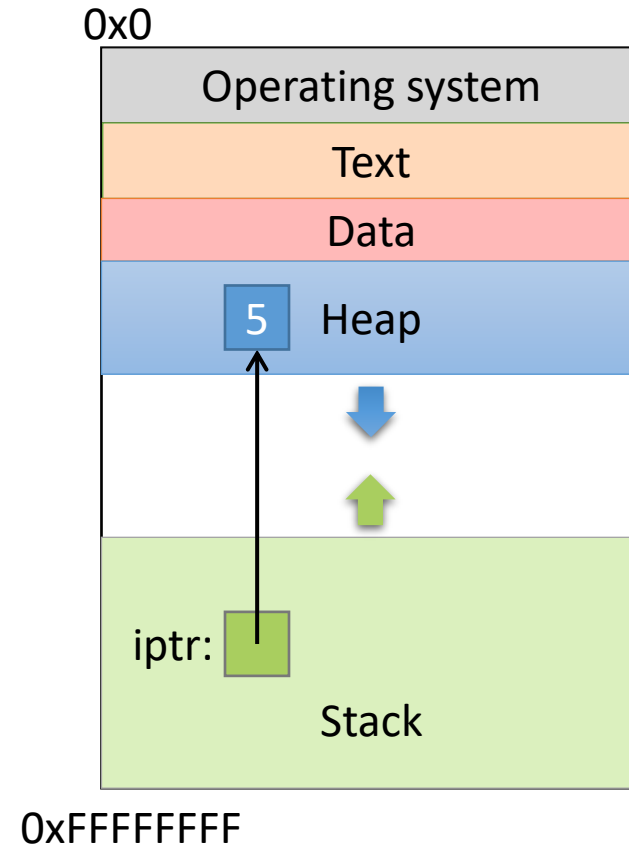 0x0
Operating system
Text
Data
5 Heap
iptr:
Stack
0xFFFFFFFF